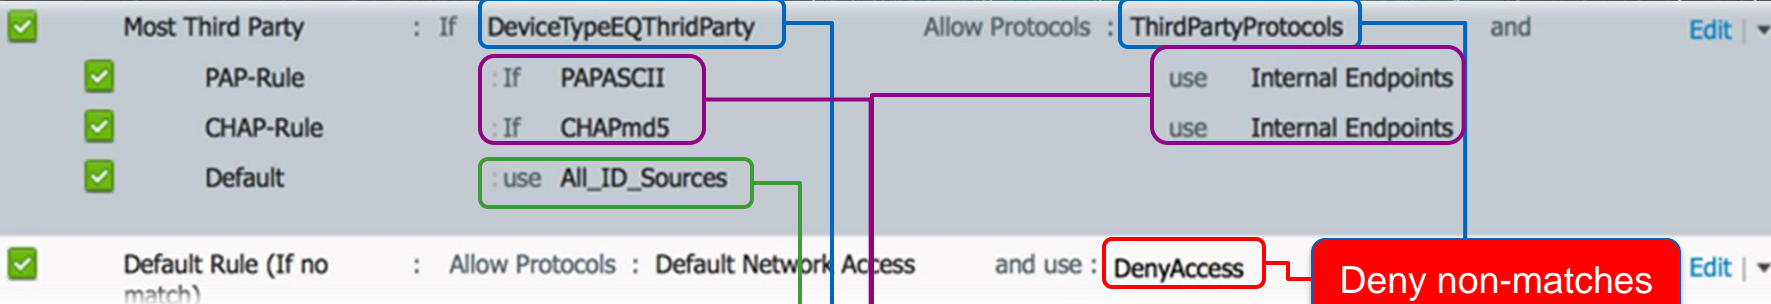 Most Third Party : If DeviceTypeEQThridParty Allow Protocols : ThirdPartyProtocols and Edit |
PAP-Rule : If PAPASCII use Internal Endpoints
CHAP-Rule : If CHAPmd5 use Internal Endpoints
Default : use All_ID_Sources
Default Rule (If no : Allow Protocols : Default Network Access and use : DenyAccess Deny non-matches Edit |
match)